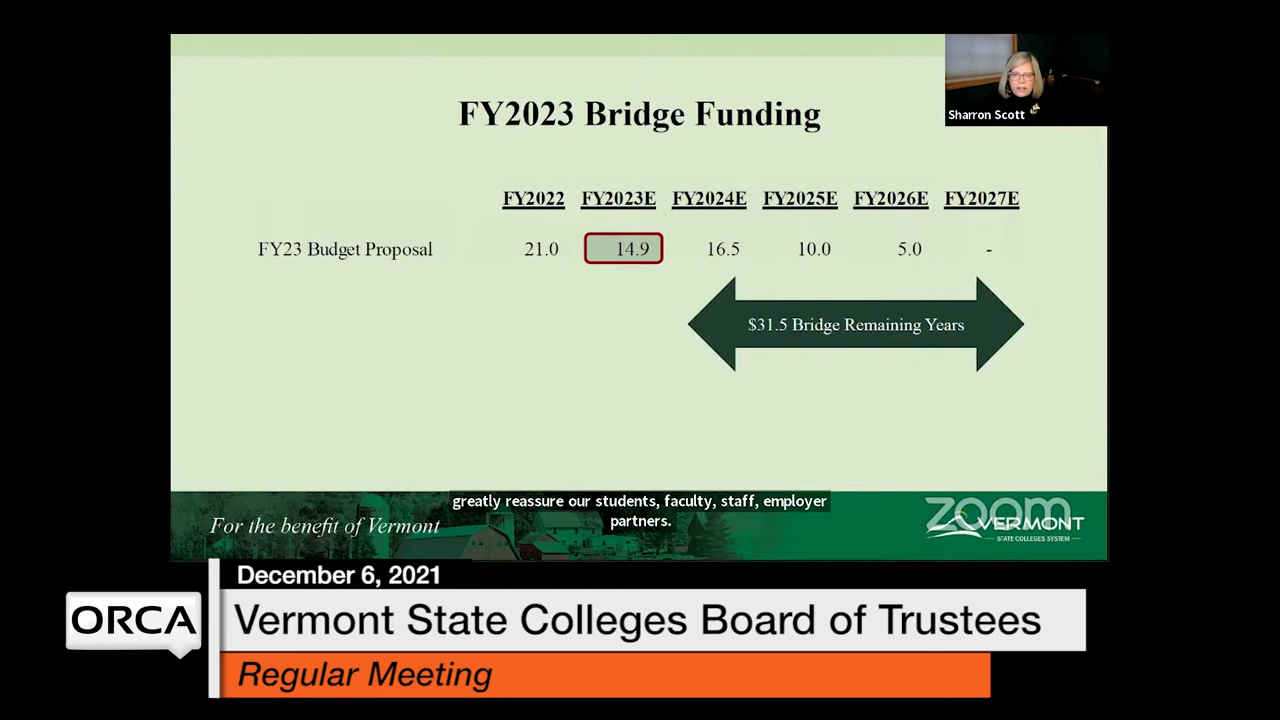 FY2023 Bridge Funding
Sharron Scott
FY2022 FY2023E FY2024E FY2025E FY2026E FY2027E
FY23 Budget Proposal 21.0 14.9 16.5 10.0 5.0 -
$31.5 Bridge Remaining Years
greatly reassure our students, faculty, staff, employer
partners.
For the benefit of Vermont
zoom
VERMONT
STATE COLLEGES SYSTEM
December 6, 2021
ORCA
Vermont State Colleges Board of Trustees
Regular Meeting